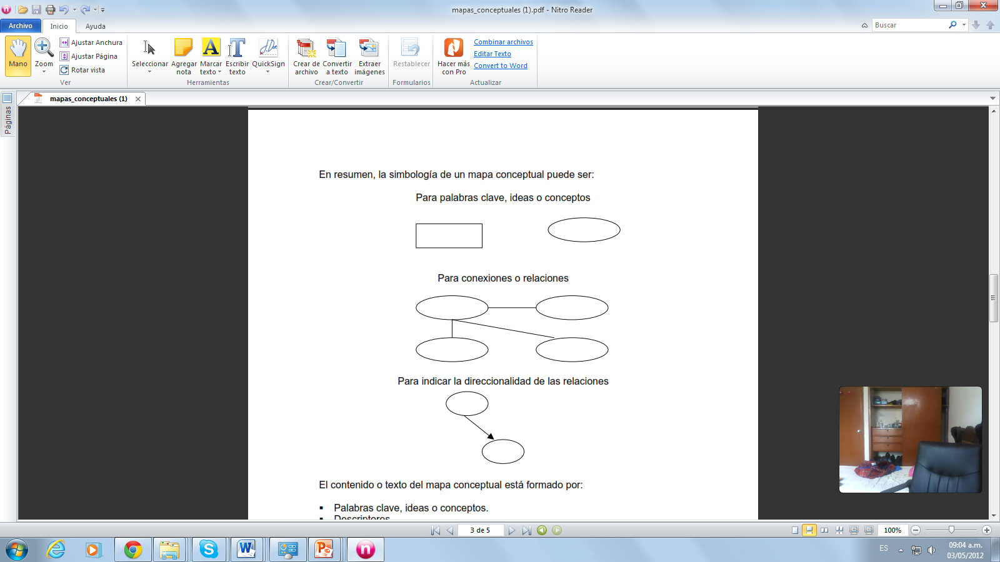 mapas_conceptuales (1).pdf - Nitro Reader
Archivo
Inicio
Ayuda
Buscar
Mano
Zoom
Ajustar Anchura
Ajustar Página
Rotar vista
Ver
Seleccionar
Agregar nota
Marcar texto
Escribir texto
QuickSign
Herramientas
Crear de archivo
Convertir a texto
Extraer imágenes
Crear/Convertir
Restablecer
Formularios
Hacer más con Pro
Combinar archivos
Editar Texto
Convert to Word
Actualizar
mapas_conceptuales (1)
Páginas
En resumen, la simbología de un mapa conceptual puede ser:
Para palabras clave, ideas o conceptos
Para conexiones o relaciones
Para indicar la direccionalidad de las relaciones
El contenido o texto del mapa conceptual está formado por:
▪ Palabras clave, ideas o conceptos.
▪ Descriptores
3 de 5
100%
ES
09:04 a.m.
03/05/2012